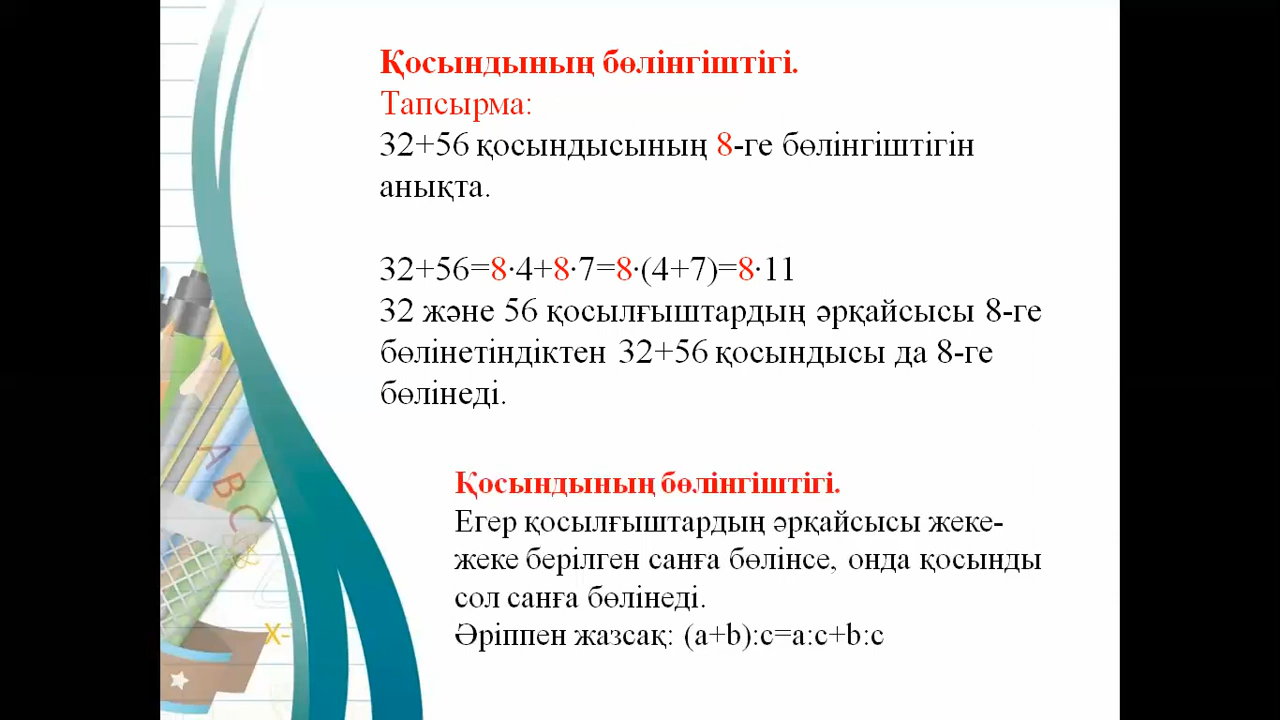 Қосындының бөлінгіштігі.
Тапсырма:
32+56 қосындысының 8-ге бөлінгіштігін
анықта.
32+56=8·4+8·7=8·(4+7)=8·11
32 және 56 қосылғыштардың әрқайсысы 8-ге
бөлінетіндіктен 32+56 қосындысы да 8-ге
бөлінеді.
Қосындының бөлінгіштігі.
Егер қосылғыштардың әрқайсысы жеке-
жеке берілген санға бөлінсе, онда қосынды
сол санға бөлінеді.
Әріппен жазсақ: (a+b):c=a:c+b:c
A
B
C
X-